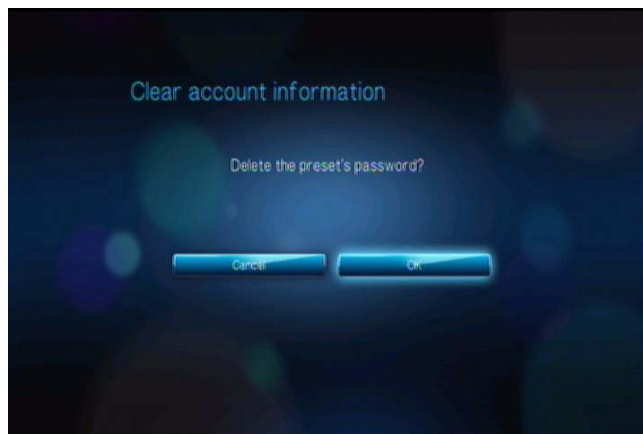 Clear account information
Delete the preset's password?
Cancel
OK